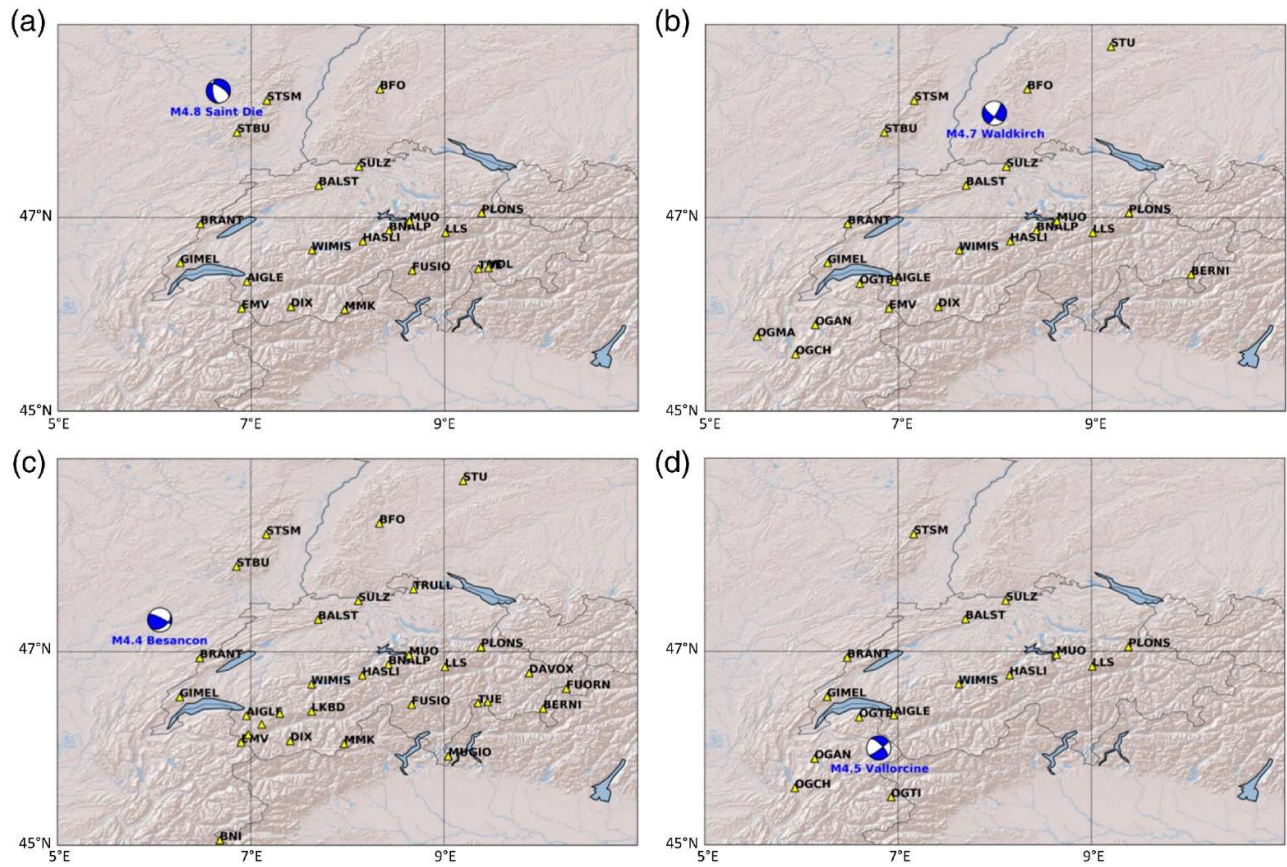 (a)
STSM
BFO
M4.8 Saint Die
STBU
SULZ
BALST
47°N
BRANT
MUO
PLONS
BNALP
LLS
HASLI
WIMIS
GIMEL
FUSIO
AIGLE
EMV
DIX
MMK
45°N
5°E
7°E
9°E
(b)
STU
BFO
STSM
M4.7 Waldkirch
STBU
SULZ
BALST
47°N
BRANT
MUO
PLONS
BNALP
LLS
HASLI
WIMIS
GIMEL
AIGLE
BERNI
EMV
DIX
OGAN
OGMA
OGCH
45°N
5°E
7°E
9°E
(c)
STU
BFO
STSM
STBU
TRULL
SULZ
BALST
M4.4 Besancon
47°N
BRANT
MUO
PLONS
BNALP
LLS
HASLI
DAVOX
WIMIS
FUORN
GIMEL
FUSIO
TUE
BERNI
LKBD
AIGLE
EMV
DIX
MMK
MUGIO
BNI
45°N
5°E
7°E
9°E
(d)
STSM
SULZ
BALST
47°N
BRANT
MUO
PLONS
LLS
HASLI
WIMIS
GIMEL
AIGLE
OGAN
M4.5 Vallorcine
OGCH
OGTI
45°N
5°E
7°E
9°E